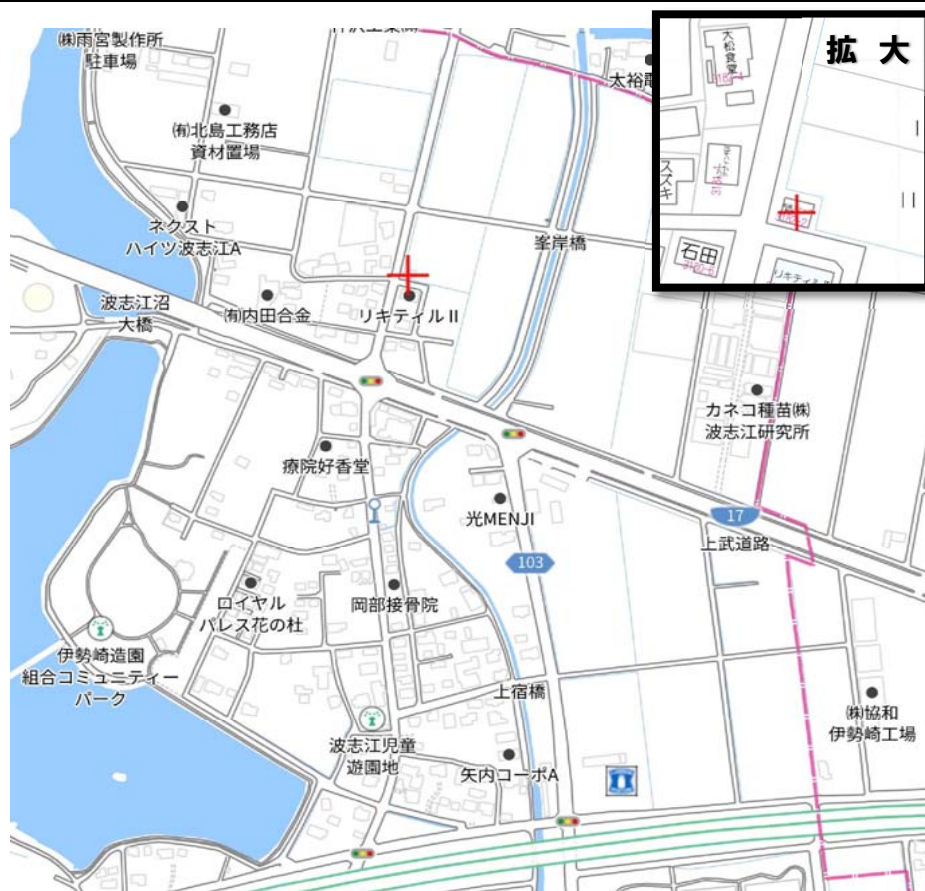 ㈱雨宮製作所
駐車場
拡 大
大松食堂
㈲北島工務店
資材置場
ネクスト
ハイツ波志江A
峯岸橋
スズキ
石田
3180-6
波志江沼
大橋
㈲内田合金
リキティルⅡ
カネコ種苗㈱
波志江研究所
療院好香堂
光MENJI
17
上武道路
103
ロイヤル
パレス花の杜
岡部接骨院
伊勢崎造園
組合コミュニティー
パーク
上宿橋
㈱協和
伊勢崎工場
波志江児童
遊園地
矢内コーポA